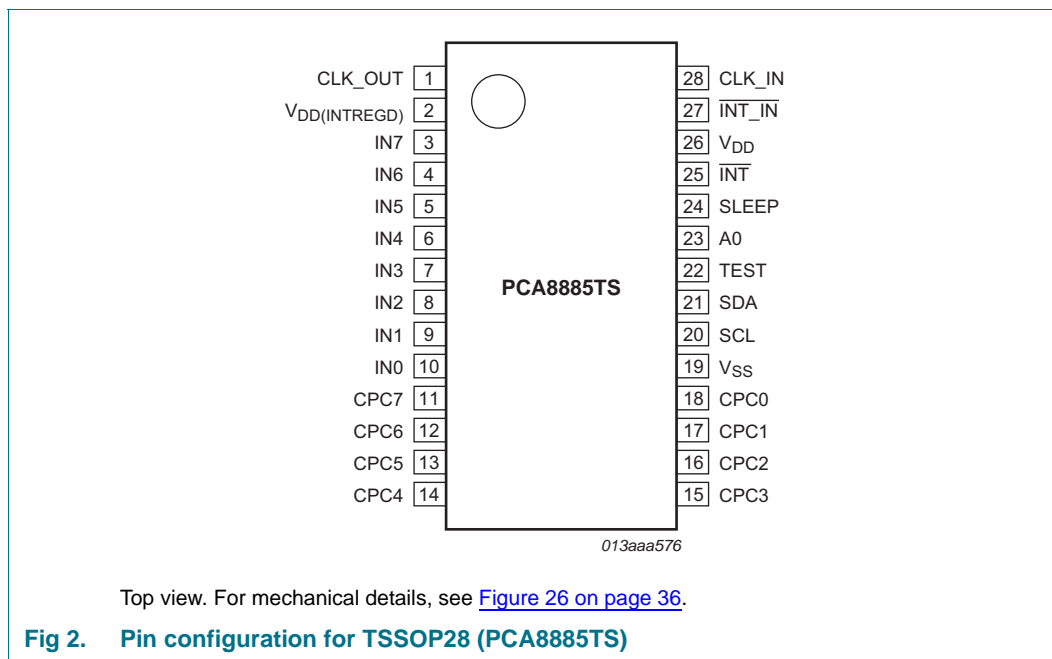 CLK_OUT 1 28 CLK_IN
VDD(INTREGD) 2 27 INT_IN
IN7 3 26 VDD
IN6 4 25 INT
IN5 5 24 SLEEP
IN4 6 23 A0
IN3 7 22 TEST
PCA8885TS
IN2 8 21 SDA
IN1 9 20 SCL
IN0 10 19 VSS
CPC7 11 18 CPC0
CPC6 12 17 CPC1
CPC5 13 16 CPC2
CPC4 14 15 CPC3
013aaa576
Top view. For mechanical details, see Figure 26 on page 36.
Fig 2. Pin configuration for TSSOP28 (PCA8885TS)